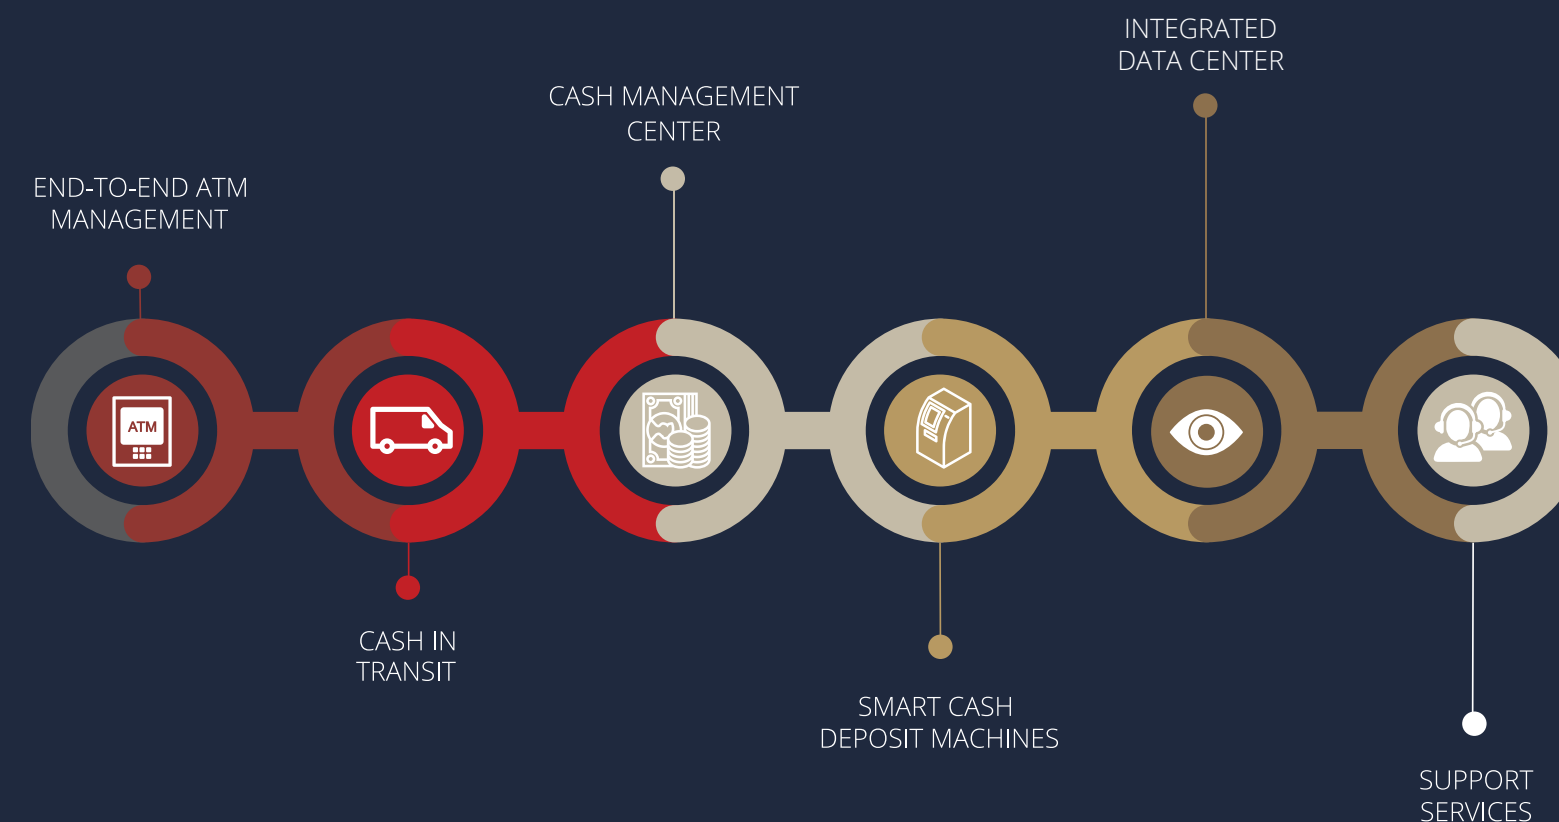 END-TO-END ATM
MANAGEMENT
ATM
CASH IN
TRANSIT
CASH MANAGEMENT
CENTER
SMART CASH
DEPOSIT MACHINES
INTEGRATED
DATA CENTER
SUPPORT
SERVICES